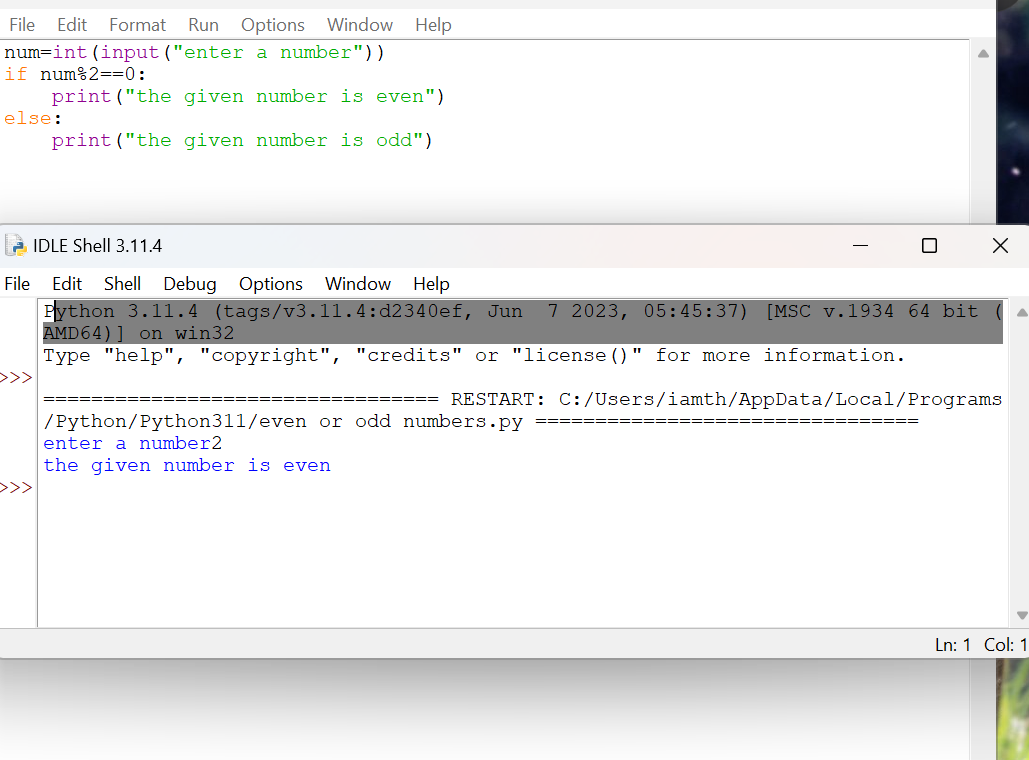 File Edit Format Run Options Window Help
num=int(input("enter a number"))
if num%2==0:
    print("the given number is even")
else:
    print("the given number is odd")
IDLE Shell 3.11.4
File Edit Shell Debug Options Window Help
Python 3.11.4 (tags/v3.11.4:d2340ef, Jun  7 2023, 05:45:37) [MSC v.1934 64 bit (
AMD64)] on win32
Type "help", "copyright", "credits" or "license()" for more information.
>>>
================================= RESTART: C:/Users/iamth/AppData/Local/Programs
/Python/Python311/even or odd numbers.py ================================
enter a number2
the given number is even
>>>
Ln: 1 Col: 1